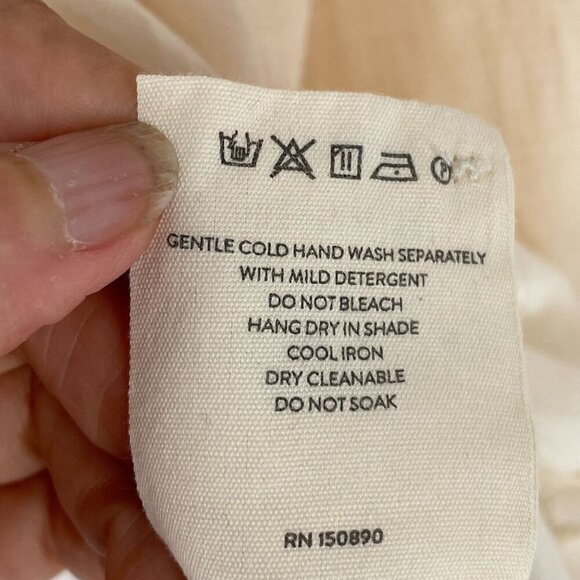 GENTLE COLD HAND WASH SEPARATELY
WITH MILD DETERGENT
DO NOT BLEACH
HANG DRY IN SHADE
COOL IRON
DRY CLEANABLE
DO NOT SOAK
RN 150890